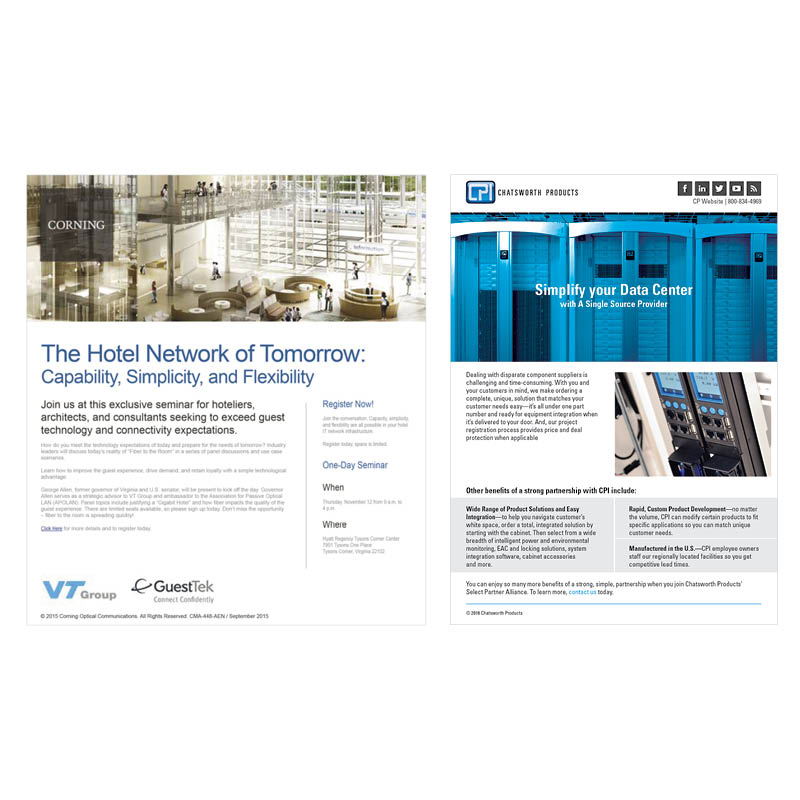 CORNING
information
The Hotel Network of Tomorrow:
Capability, Simplicity, and Flexibility
Join us at this exclusive seminar for hoteliers,
architects, and consultants seeking to exceed guest
technology and connectivity expectations.
How do you meet the technology expectations of today and prepare for the needs of tomorrow? Industry
leaders will discuss today's reality of "Fiber to the Room" in a series of panel discussions and use case
scenarios.
Learn how to improve the guest experience, drive demand, and retain loyalty with a simple technological
advantage.
George Allen, former governor of Virginia and U.S. senator, will be present to kick off the day. Governor
Allen serves as a strategic advisor to VT Group and ambassador to the Association for Passive Optical
LAN (APOLAN). Panel topics include justifying a "Gigabit Hotel" and how fiber impacts the quality of the
guest experience. There are limited seats available, so please sign up today. Don't miss the opportunity
– fiber to the room is spreading quickly!
Click Here for more details and to register today.
Register Now!
Join the conversation. Capacity, simplicity,
and flexibility are all possible in your hotel
IT network infrastructure.
Register today, space is limited.
One-Day Seminar
When
Thursday, November 12 from 9 a.m. to
4 p.m.
Where
Hyatt Regency Tysons Corner Center
7901 Tysons One Place
Tysons Corner, Virginia 22102
VT Group
GuestTek
Connect Confidently
© 2015 Corning Optical Communications. All Rights Reserved. CMA-448-AEN / September 2015
CPI CHATSWORTH PRODUCTS
CP Website | 800-834-4969
Simplify your Data Center
with A Single Source Provider
Dealing with disparate component suppliers is
challenging and time-consuming. With you and
your customers in mind, we make ordering a
complete, unique, solution that matches your
customer needs easy—it's all under one part
number and ready for equipment integration when
it's delivered to your door. And, our project
registration process provides price and deal
protection when applicable
Other benefits of a strong partnership with CPI include:
Wide Range of Product Solutions and Easy
Integration—to help you navigate customer's
white space, order a total, integrated solution by
starting with the cabinet. Then select from a wide
breadth of intelligent power and environmental
monitoring, EAC and locking solutions, system
integration software, cabinet accessories
and more.
Rapid, Custom Product Development—no matter
the volume, CPI can modify certain products to fit
specific applications so you can match unique
customer needs.
Manufactured in the U.S.—CPI employee owners
staff our regionally located facilities so you get
competitive lead times.
You can enjoy so many more benefits of a strong, simple, partnership when you join Chatsworth Products'
Select Partner Alliance. To learn more, contact us today.
© 2016 Chatsworth Products